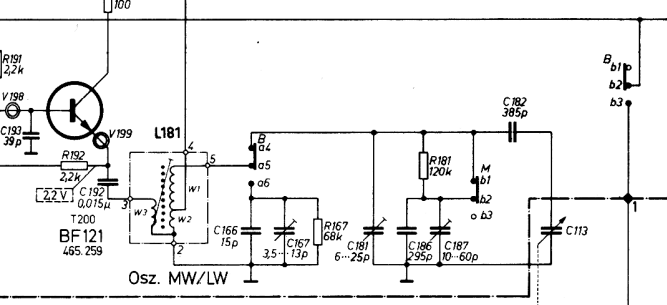 100
R191
2,2k
V198
C193
39p
V199
R192
2,2k
2,2 V
C192
0,015µ
T200
BF121
465.259
L181
4
5
3
2
W1
W2
W3
Osz. MW/LW
B
a4
a5
a6
C166
15p
C167
3,5...13p
R167
68k
C181
6...25p
R181
120k
C186
295p
C187
10...60p
M
b1
b2
b3
C182
385p
C113
B
b1
b2
b3
1